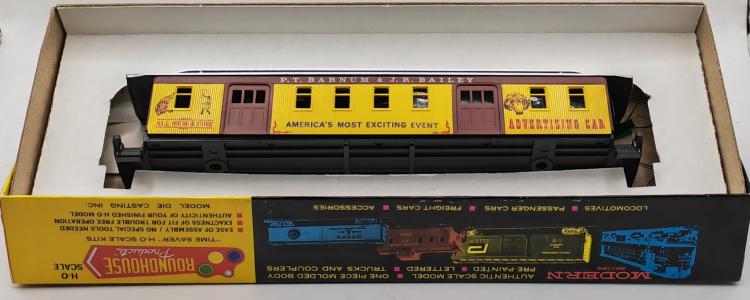 P.T. BARNUM & J.R. BAILEY
ALL NEW & FINE
AMERICA'S MOST EXCITING EVENT
ADVERTISING CAR
H-O
SCALE
ROUNDHOUSE
Products
"TIME SAVER" H-O SCALE KITS
EASE OF ASSEMBLY / NO SPECIAL TOOLS NEEDED
EXACTNESS OF FIT FOR TROUBLE FREE OPERATION
AUTHENTICITY OF YOUR FINISHED H-O MODEL
MODEL DIE CASTING INC.
MODERN
AUTHENTIC SCALE MODEL ■ ONE PIECE MOLDED BODY
PRE-PAINTED ■ LETTERED ■ TRUCKS AND COUPLERS
LOCOMOTIVES ■ PASSENGER CARS ■ FREIGHT CARS ■ ACCESSORIES